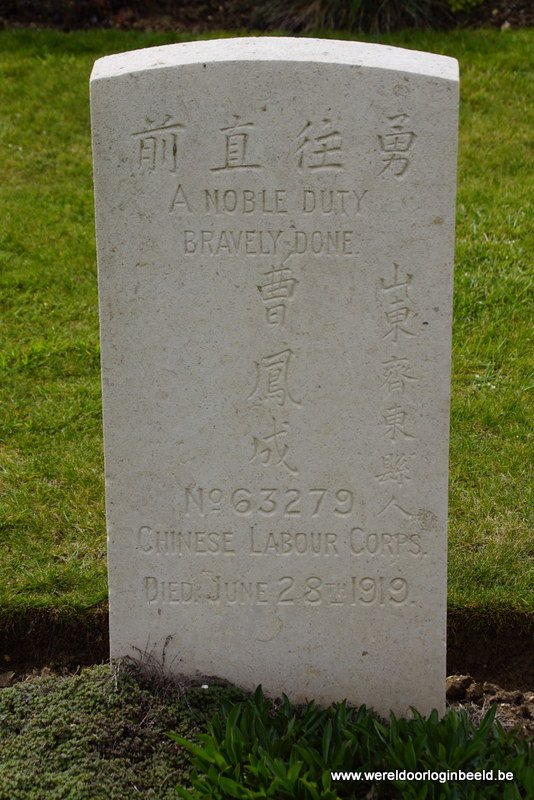 勇往直前
A NOBLE DUTY
BRAVELY DONE.
山東齊東縣人
曹鳳成
No 63279
CHINESE LABOUR CORPS.
DIED. JUNE 28TH 1919.
www.wereldoorloginbeeld.be